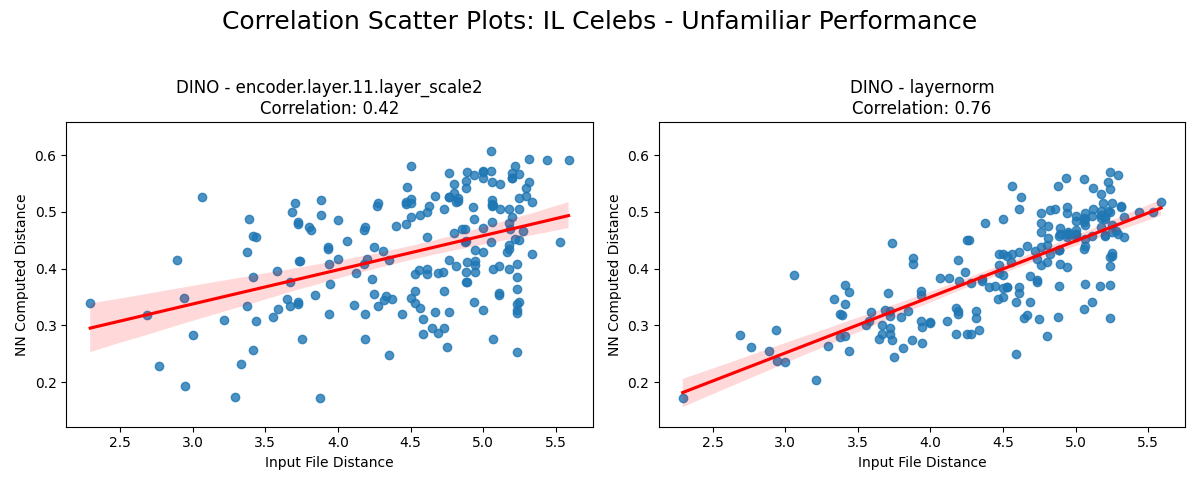 Correlation Scatter Plots: IL Celebs - Unfamiliar Performance
DINO - encoder.layer.11.layer_scale2
Correlation: 0.42
NN Computed Distance
0.6
0.5
0.4
0.3
0.2
2.5 3.0 3.5 4.0 4.5 5.0 5.5
Input File Distance
DINO - layernorm
Correlation: 0.76
NN Computed Distance
0.6
0.5
0.4
0.3
0.2
2.5 3.0 3.5 4.0 4.5 5.0 5.5
Input File Distance